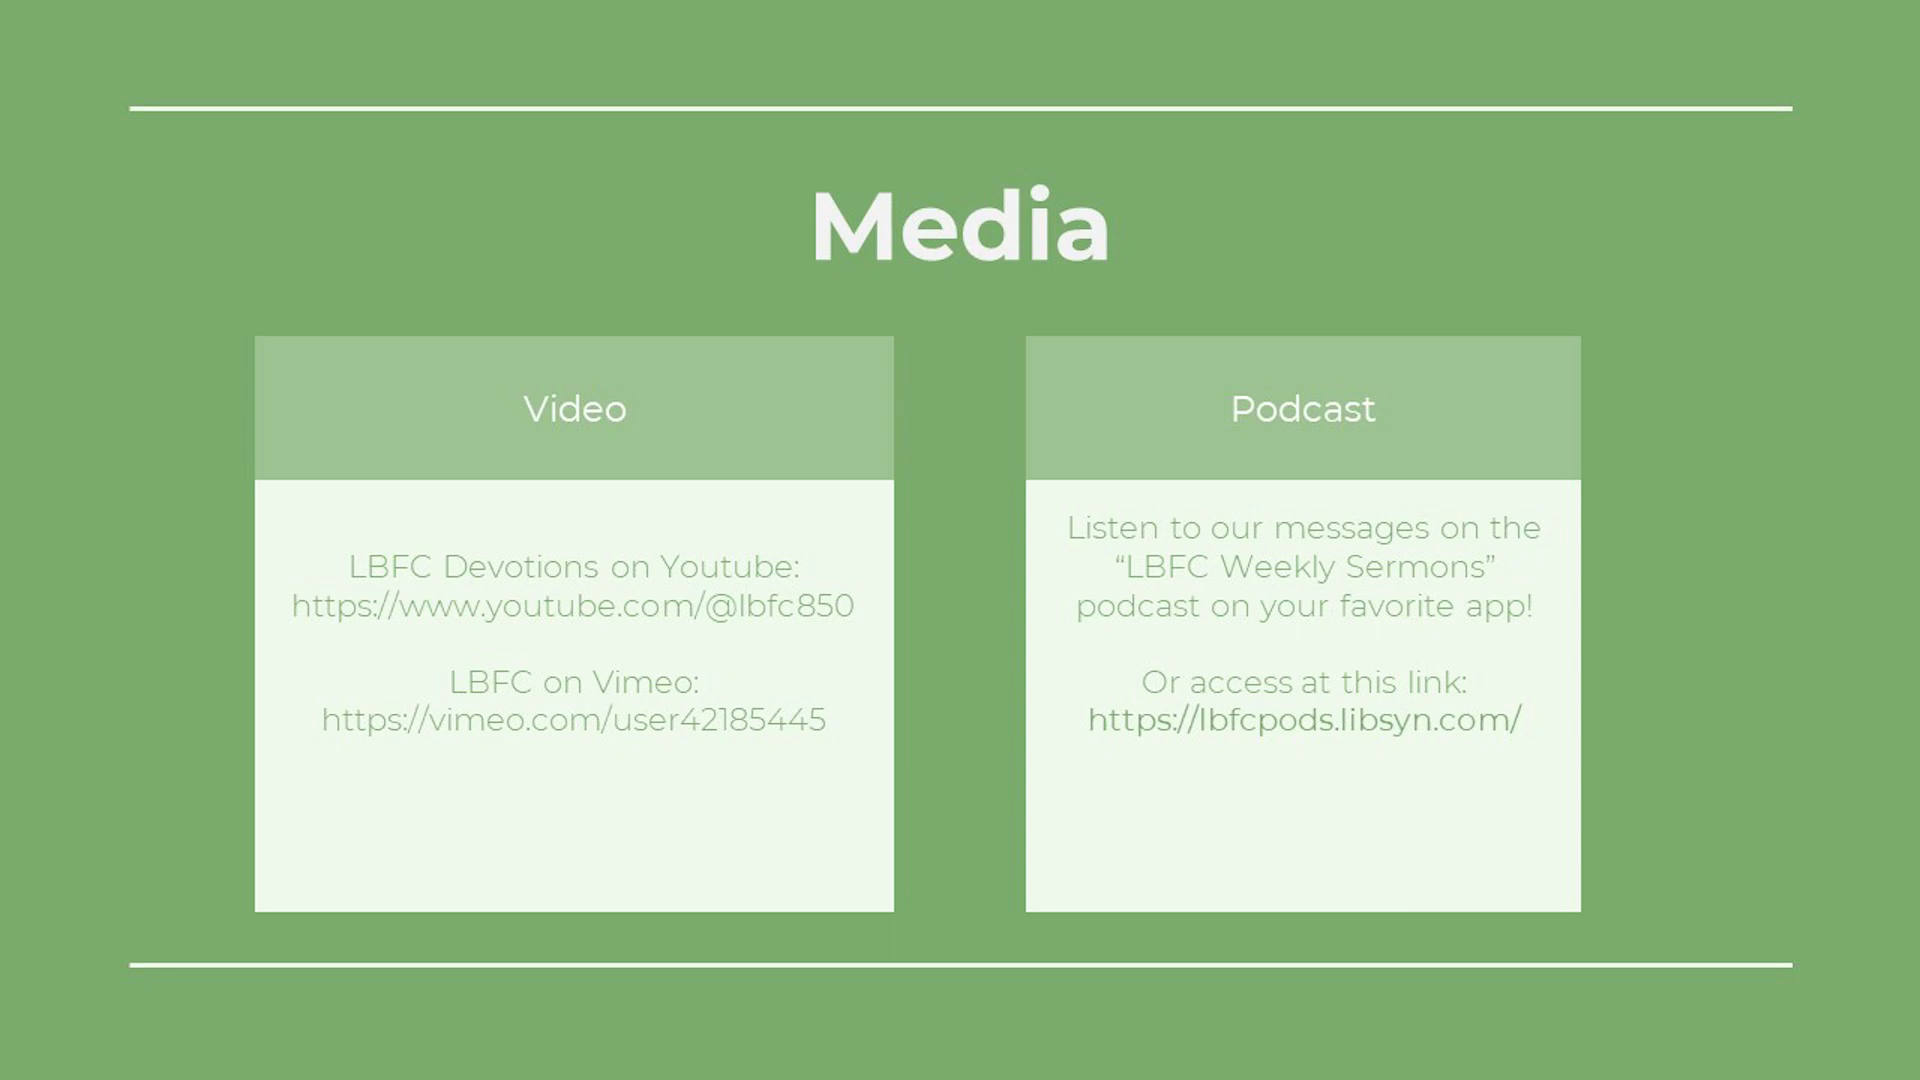 Media
Video
LBFC Devotions on Youtube:
https://www.youtube.com/@lbfc850
LBFC on Vimeo:
https://vimeo.com/user42185445
Podcast
Listen to our messages on the
“LBFC Weekly Sermons”
podcast on your favorite app!
Or access at this link:
https://lbfcpods.libsyn.com/